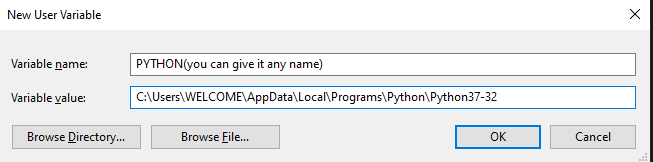 New User Variable
Variable name: PYTHON(you can give it any name)
Variable value: C:\Users\WELCOME\AppData\Local\Programs\Python\Python37-32
Browse Directory... Browse File... OK Cancel